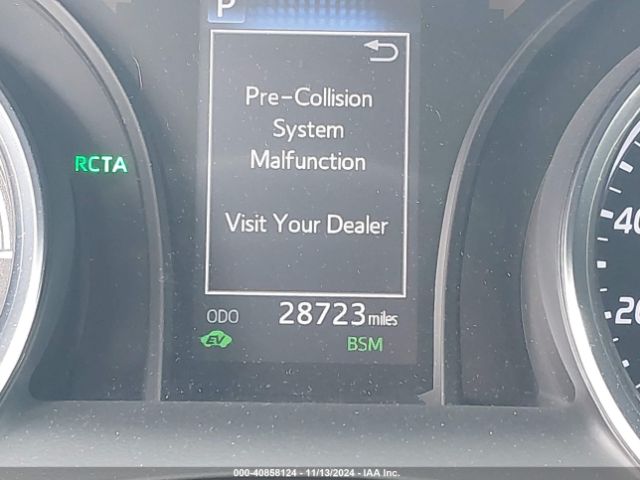 P
Pre-Collision
System
Malfunction
Visit Your Dealer
RCTA
40
20
ODO 28723 miles
EV BSM
000-40858124 - 11/13/2024 - IAA Inc.